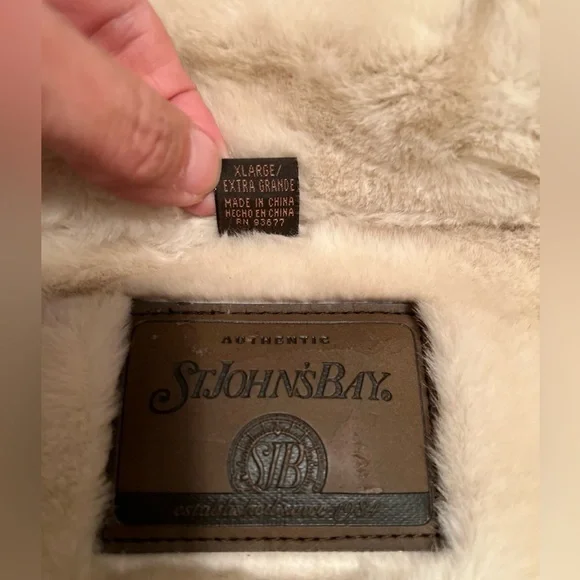 XLARGE/
EXTRA GRANDE
MADE IN CHINA
HECHO EN CHINA
RN 93677
AUTHENTIC
ST. JOHN'S BAY®
SJB